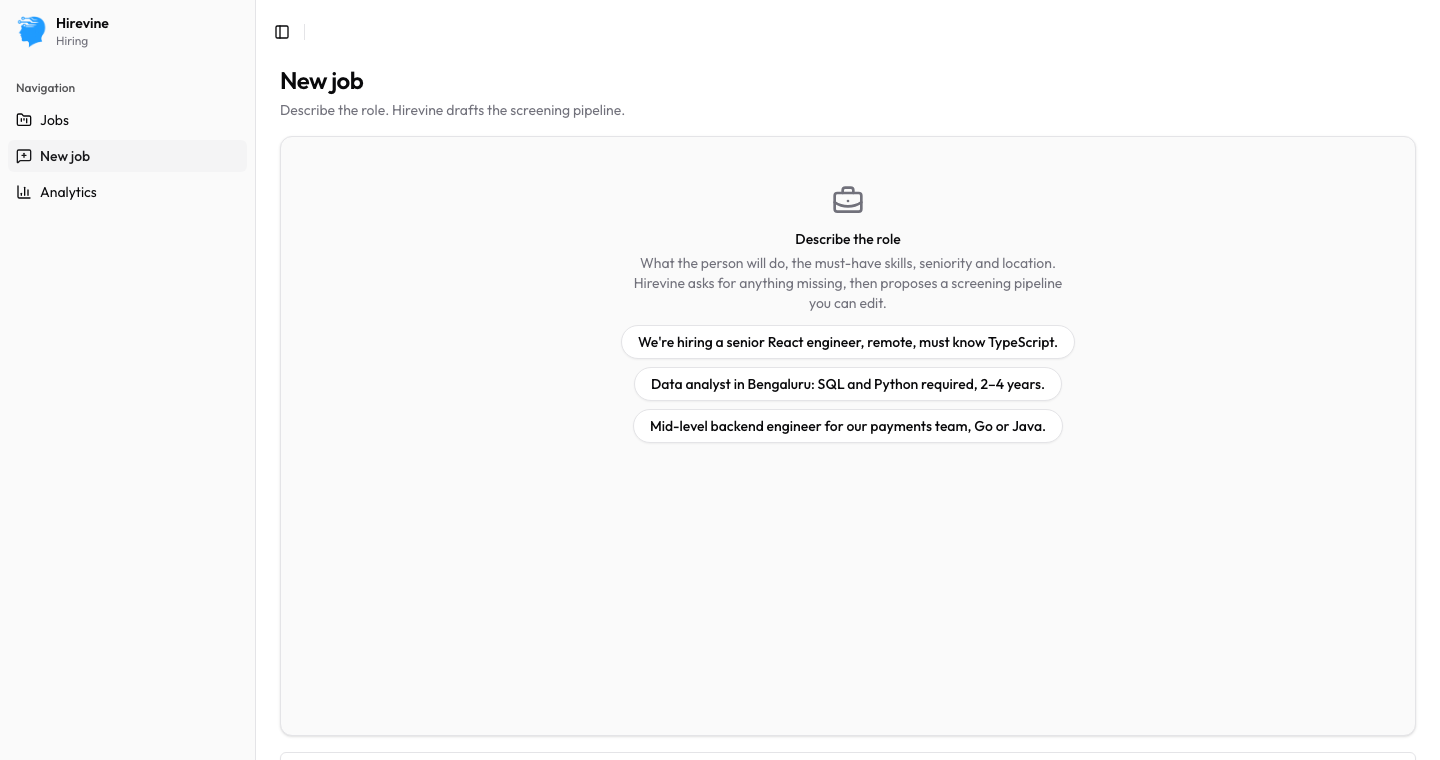 Hirevine
Hiring
Navigation
Jobs
New job
Analytics
New job
Describe the role. Hirevine drafts the screening pipeline.
Describe the role
What the person will do, the must-have skills, seniority and location.
Hirevine asks for anything missing, then proposes a screening pipeline
you can edit.
We're hiring a senior React engineer, remote, must know TypeScript.
Data analyst in Bengaluru: SQL and Python required, 2–4 years.
Mid-level backend engineer for our payments team, Go or Java.